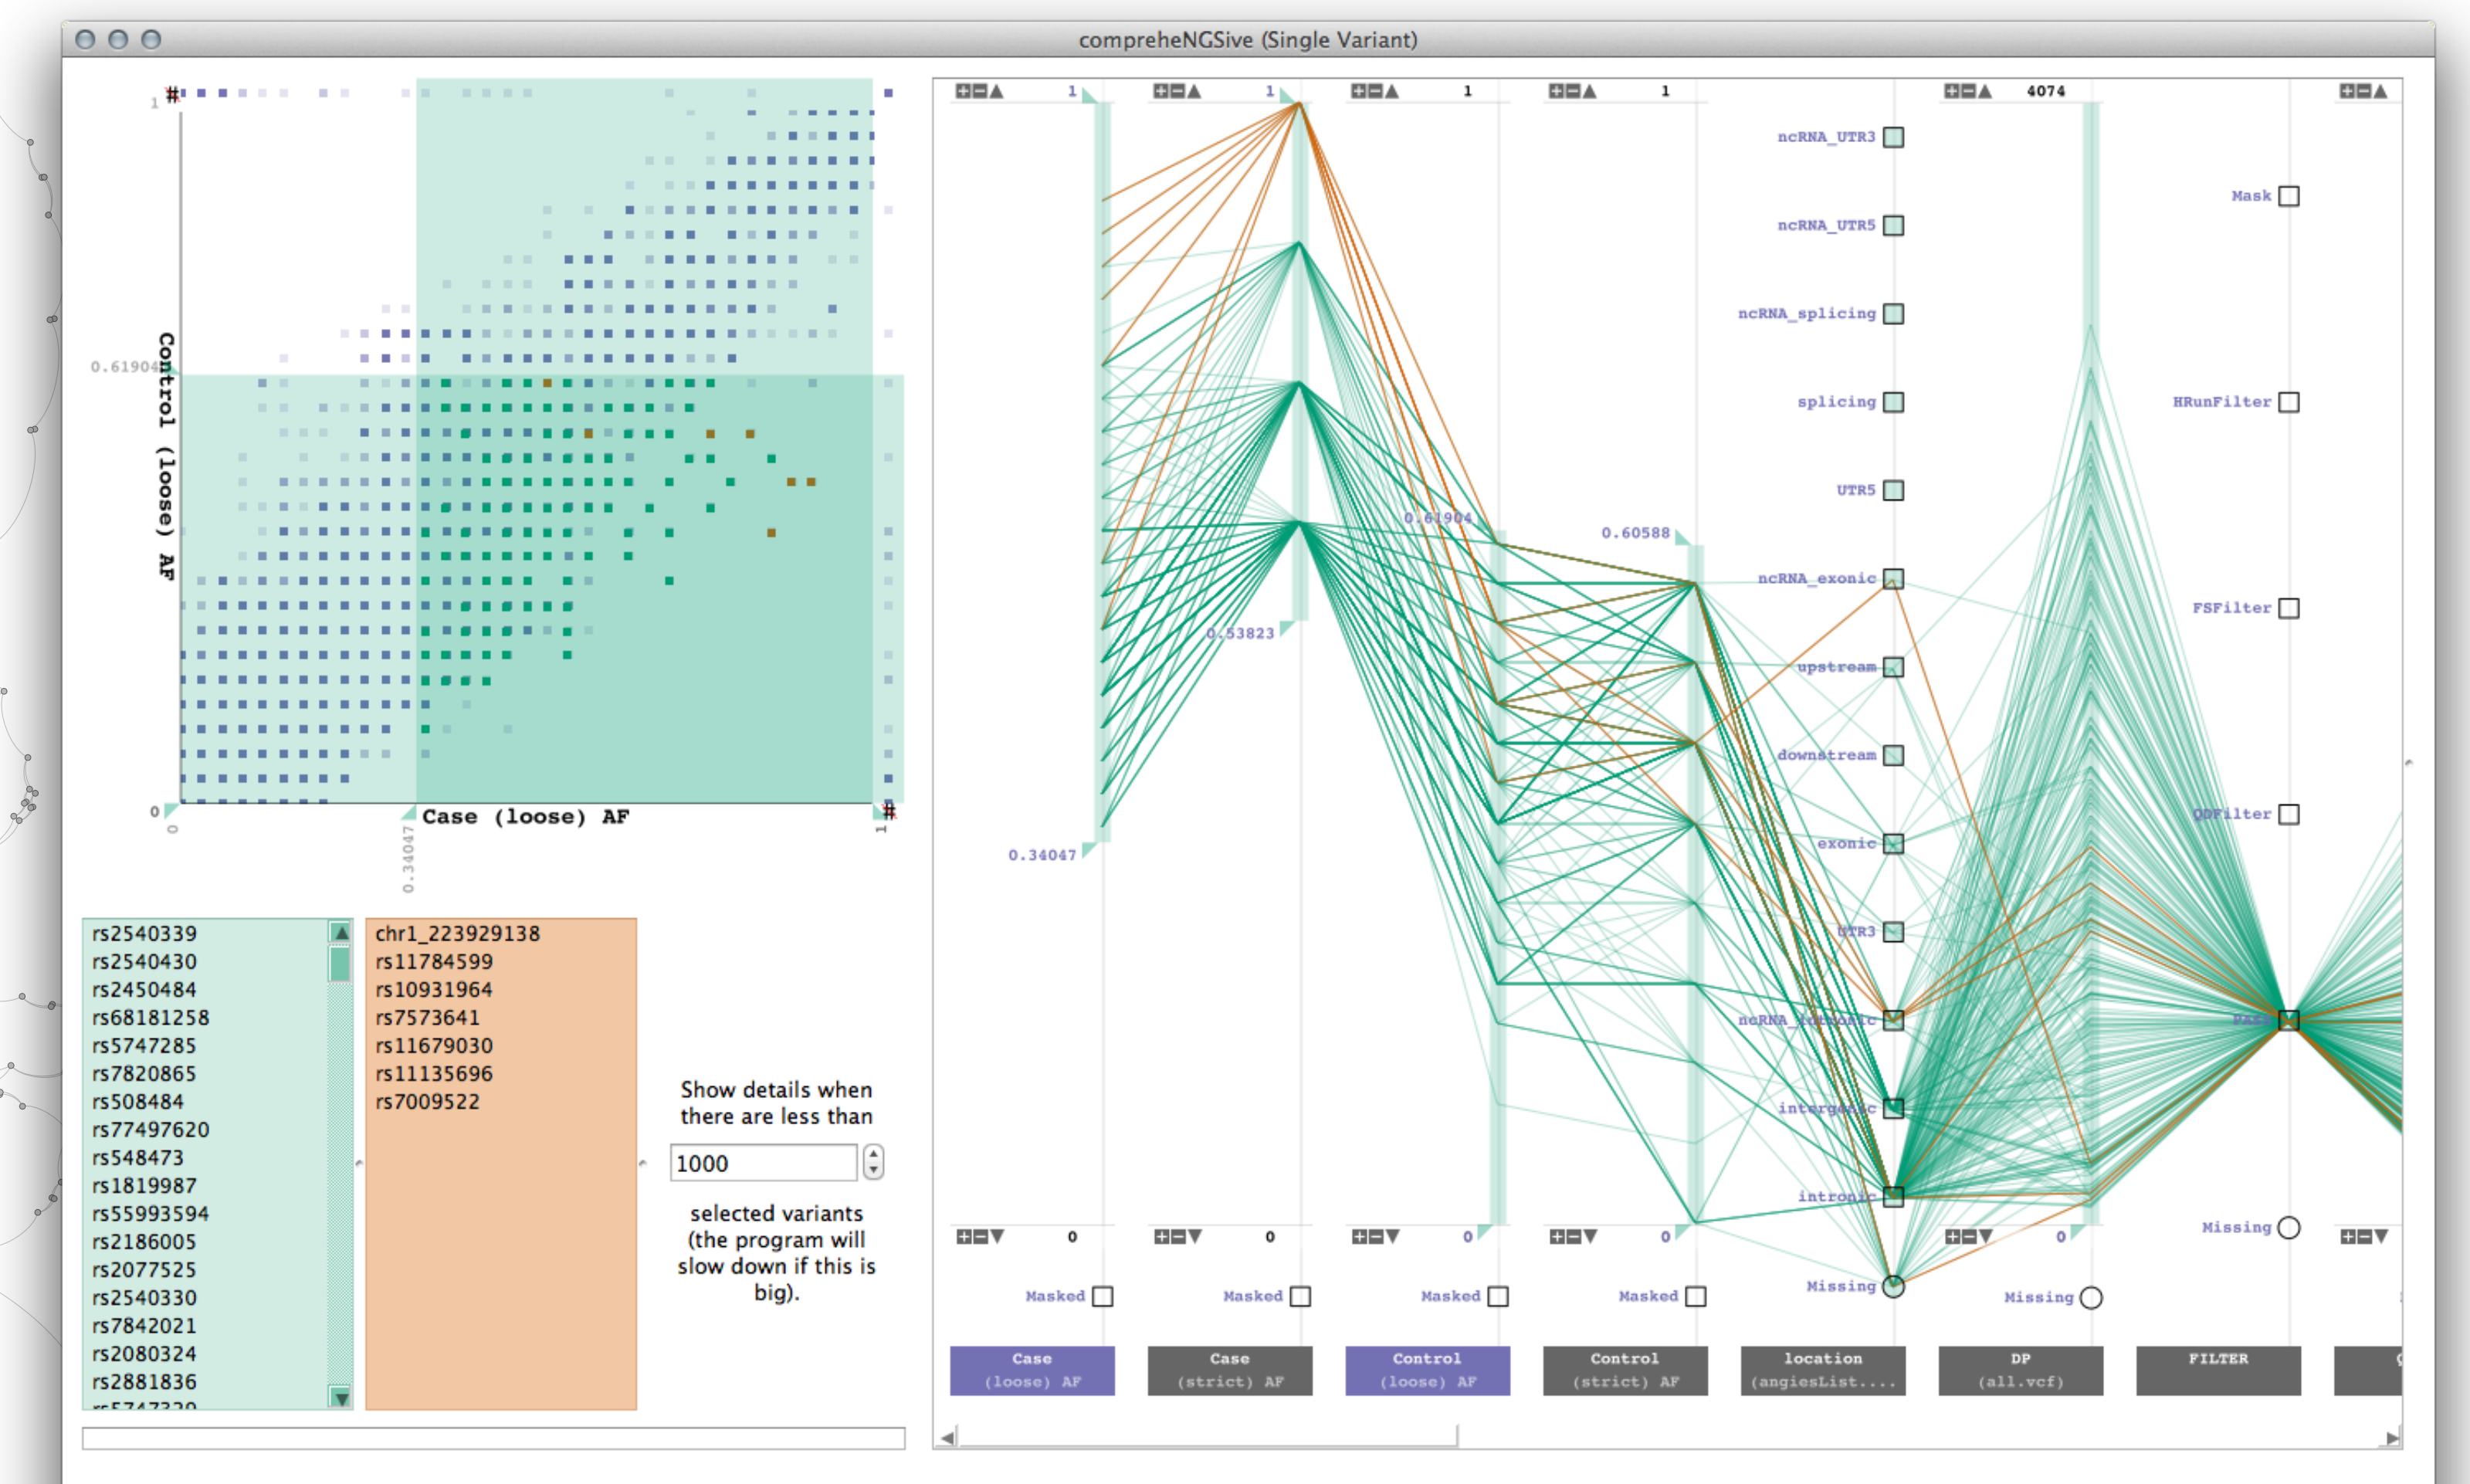 compreheNGSive (Single Variant)
1
#
0.61904
Control (loose) AF
0
0
0.34047
Case (loose) AF
1
#
rs2540339
rs2540430
rs2450484
rs68181258
rs5747285
rs7820865
rs508484
rs77497620
rs548473
rs1819987
rs55993594
rs2186005
rs2077525
rs2540330
rs7842021
rs2080324
rs2881836
chr1_223929138
rs11784599
rs10931964
rs7573641
rs11679030
rs11135696
rs7009522
Show details when
there are less than
1000
selected variants
(the program will
slow down if this is
big).
1
0.34047
0
Masked
Case
(loose) AF
1
0.53823
0
Masked
Case
(strict) AF
1
0.61904
0
Masked
Control
(loose) AF
1
0.60588
0
Masked
Control
(strict) AF
ncRNA_UTR3
ncRNA_UTR5
ncRNA_splicing
splicing
UTR5
ncRNA_exonic
upstream
downstream
exonic
UTR3
ncRNA_intronic
intergenic
intronic
Missing
location
(angiesList....
4074
0
Missing
DP
(all.vcf)
Mask
HRunFilter
FSFilter
QDFilter
PASS
Missing
FILTER